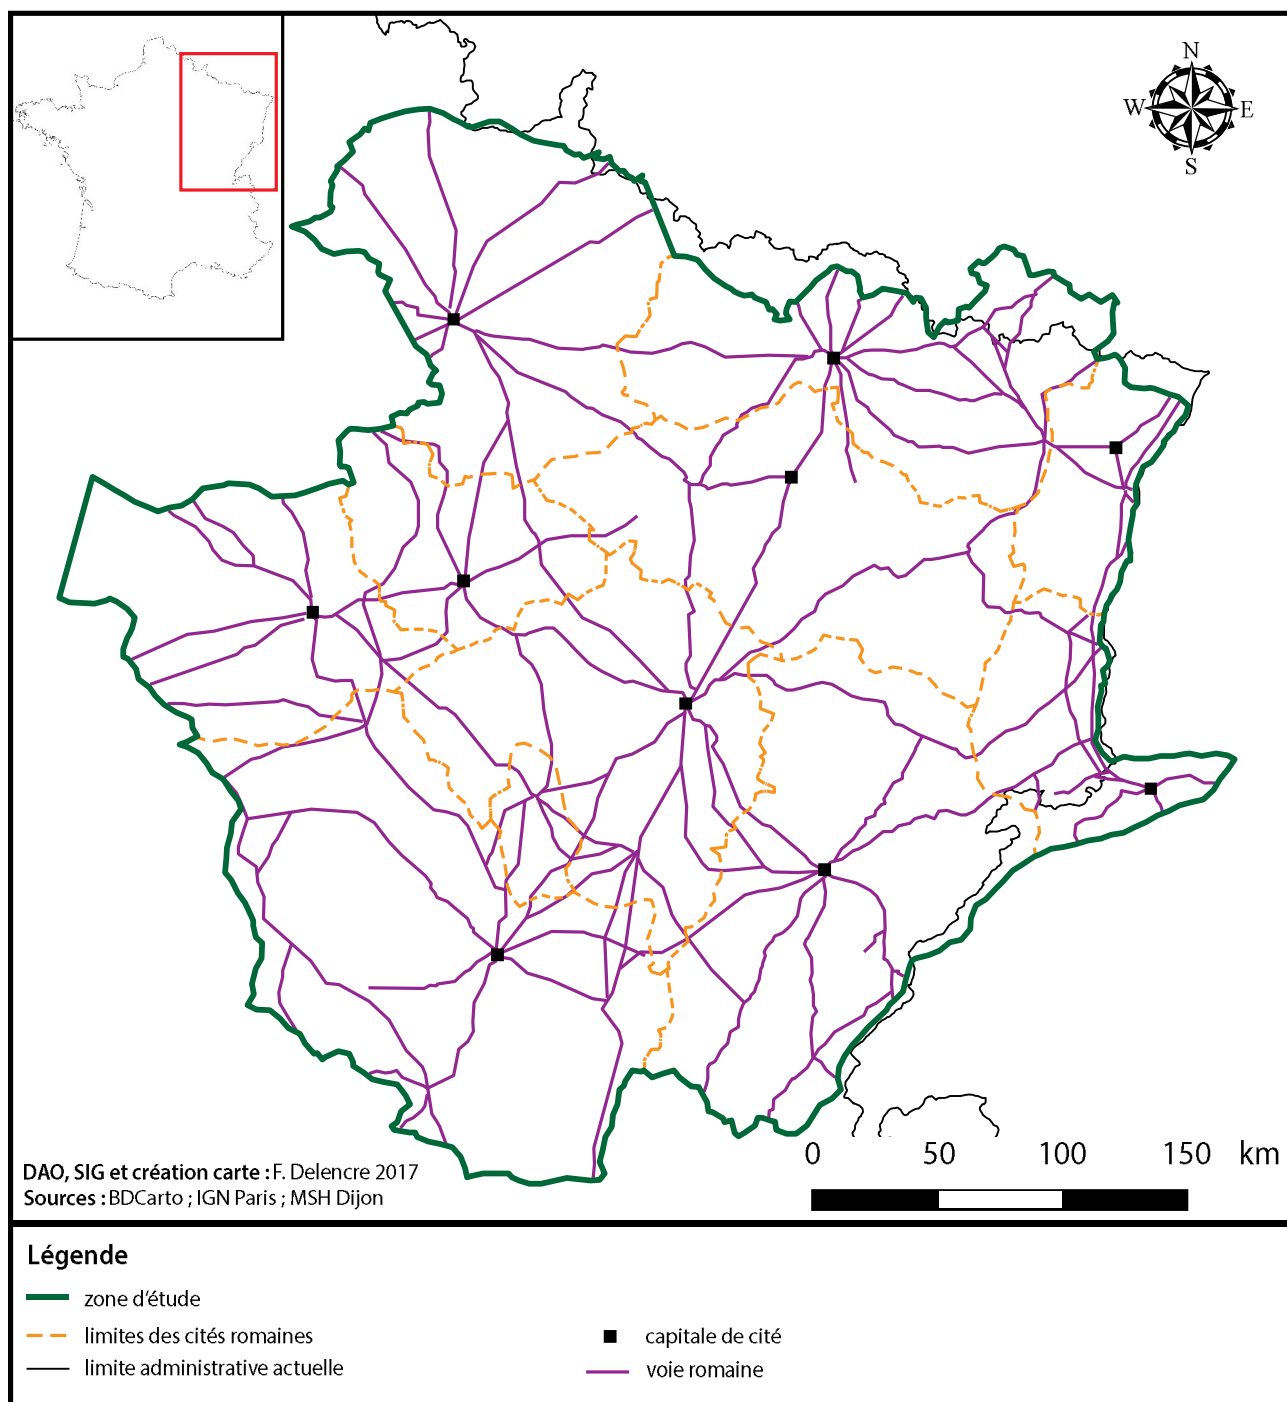 N
W E
S
0 50 100 150 km
DAO, SIG et création carte : F. Delencre 2017
Sources : BDCarto ; IGN Paris ; MSH Dijon
Légende
zone d'étude
limites des cités romaines
capitale de cité
limite administrative actuelle
voie romaine